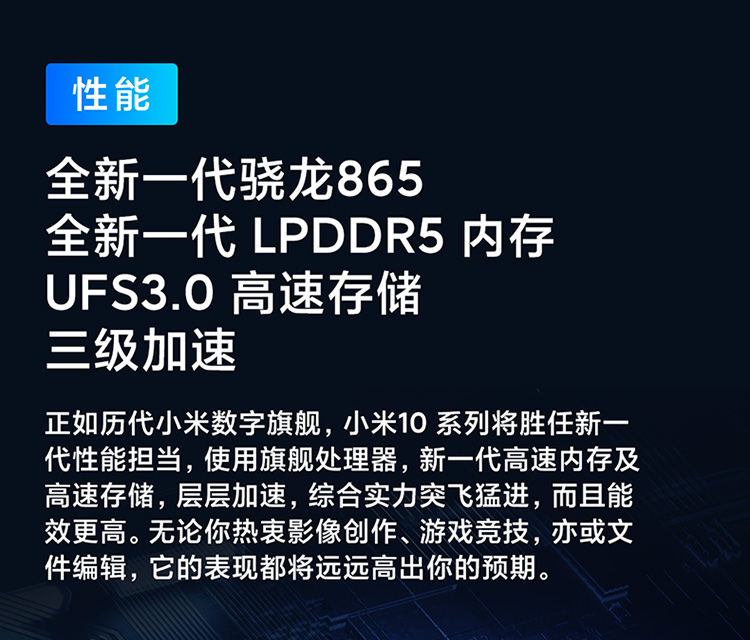 性能
全新一代骁龙865
全新一代 LPDDR5 内存
UFS3.0 高速存储
三级加速
正如历代小米数字旗舰，小米10 系列将胜任新一
代性能担当，使用旗舰处理器，新一代高速内存及
高速存储，层层加速，综合实力突飞猛进，而且能
效更高。无论你热衷影像创作、游戏竞技，亦或文
件编辑，它的表现都将远远高出你的预期。